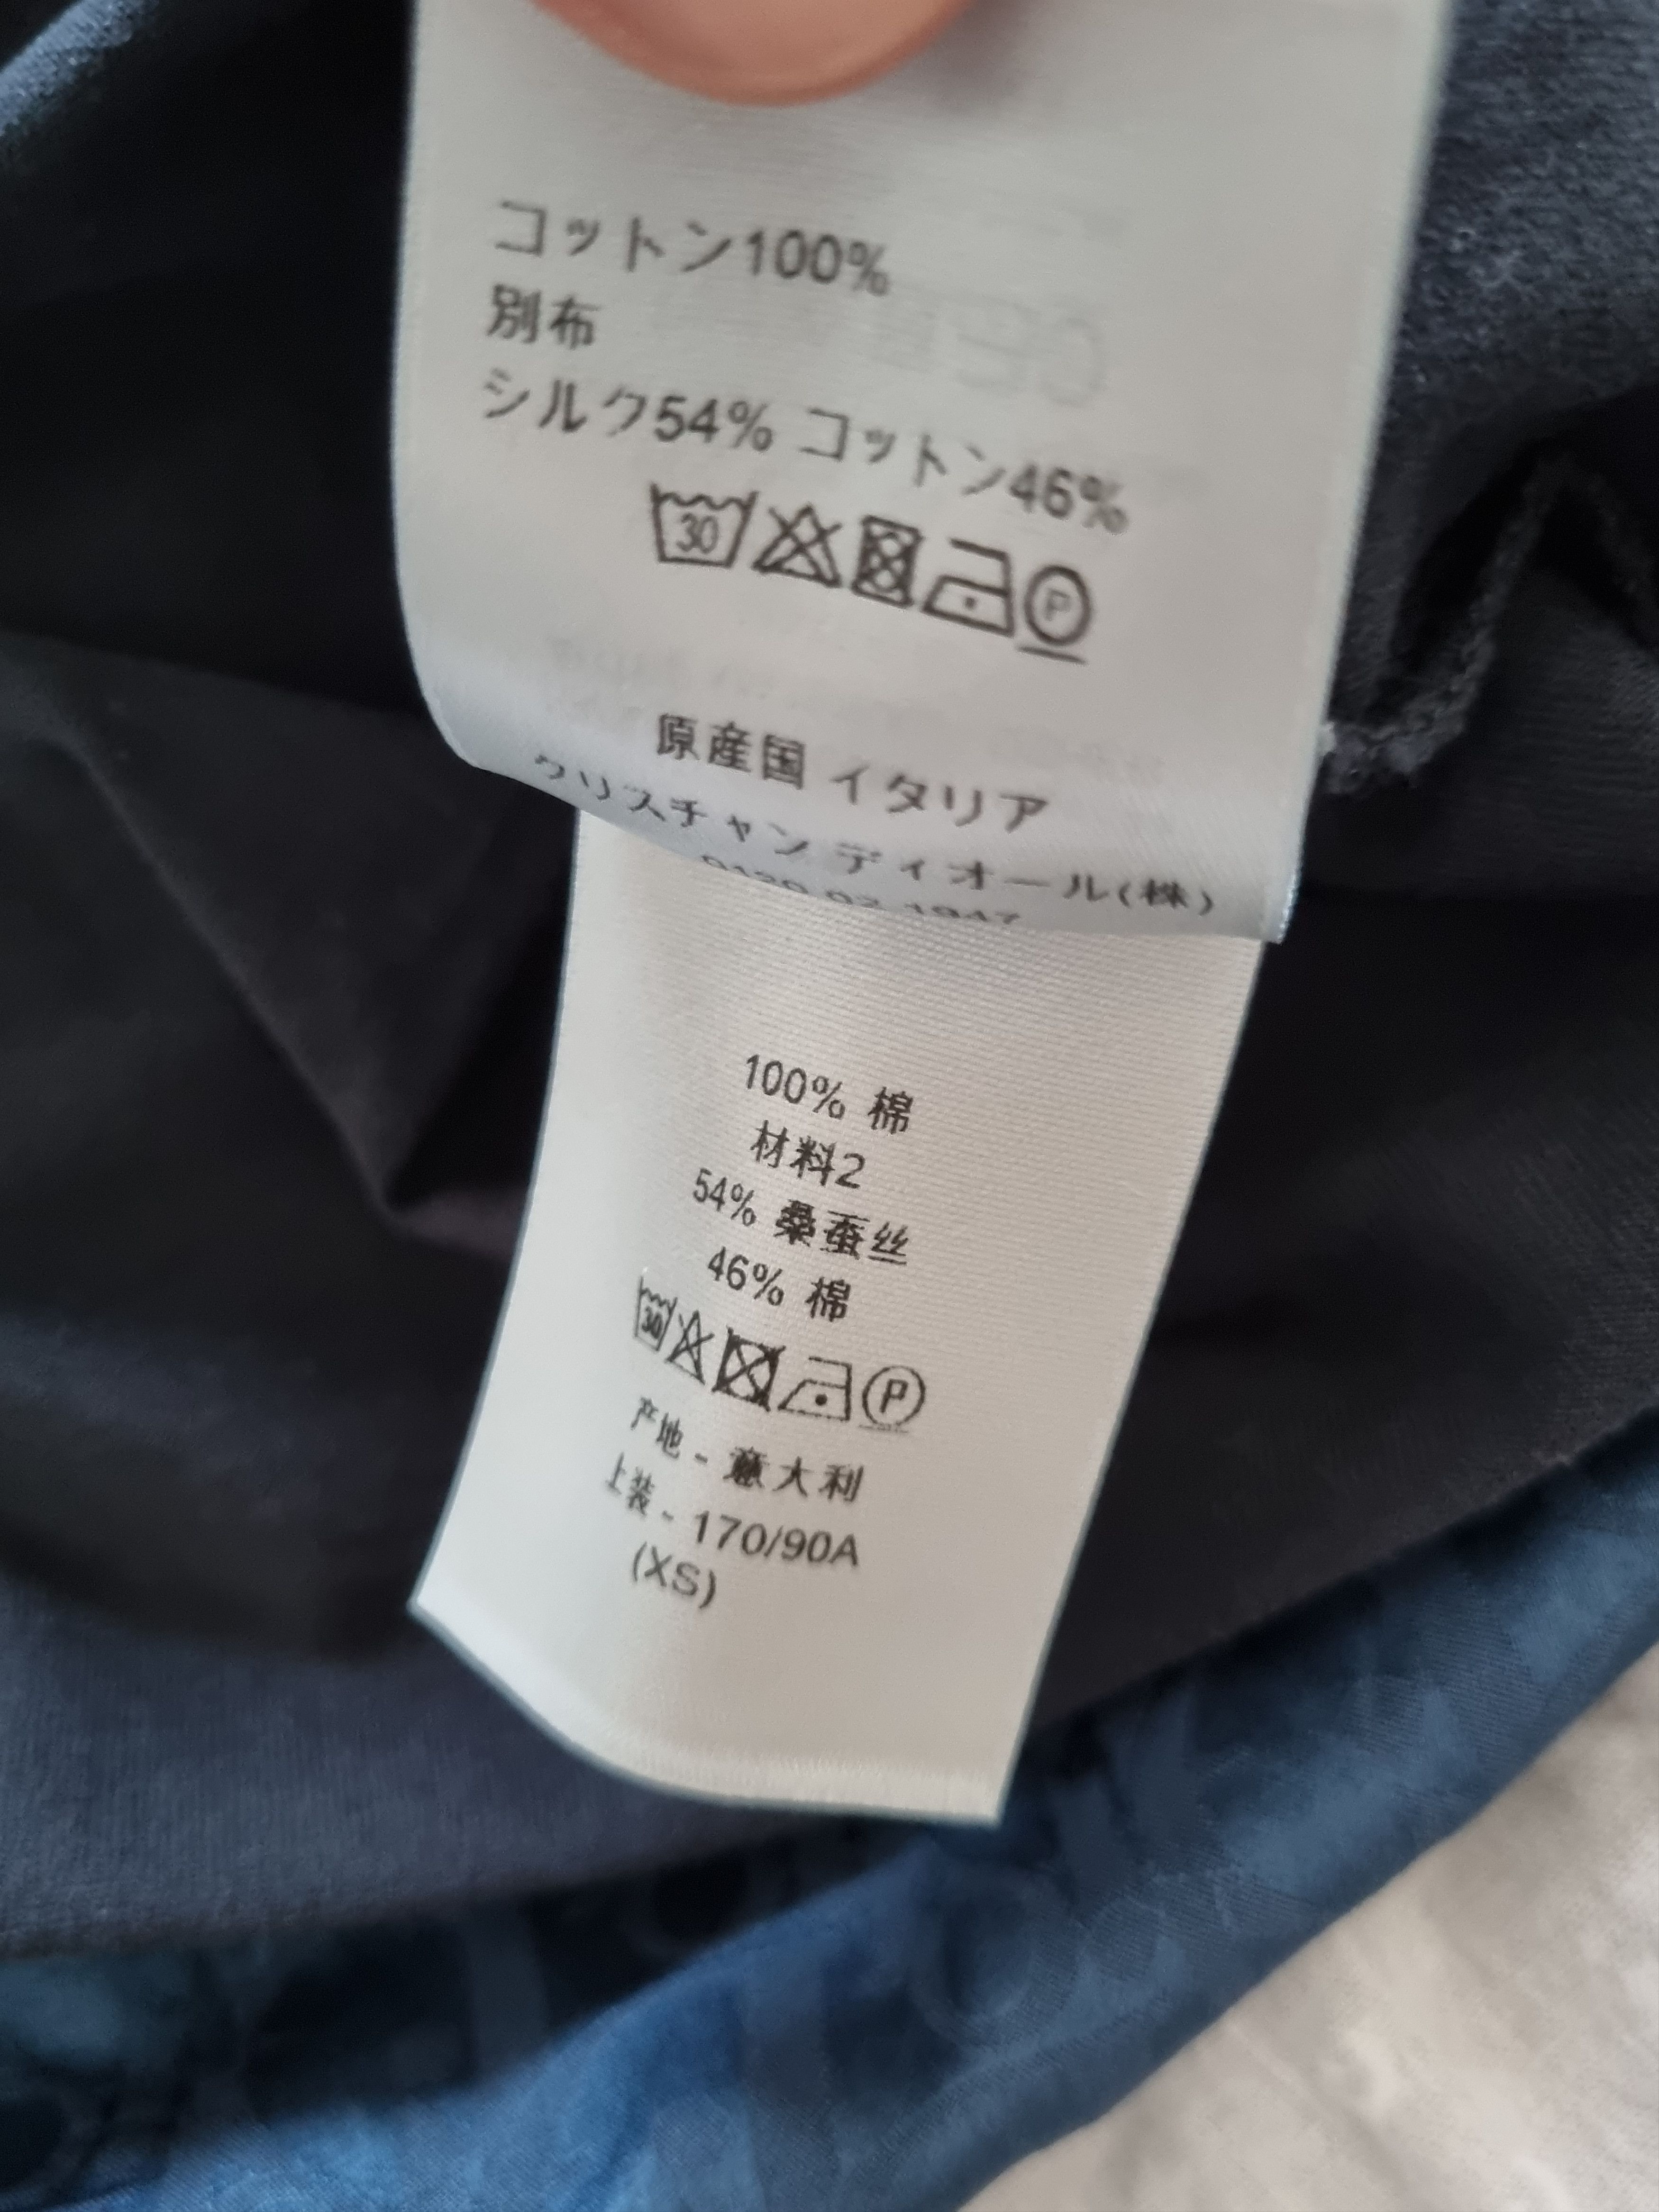 コットン100%
別布
シルク54% コットン46%
30
P
原産国 イタリア
クリスチャン ディオール(株)
0120-02-1947
100% 棉
材料2
54% 桑蚕丝
46% 棉
30
P
产地 - 意大利
上装 - 170/90A
(XS)